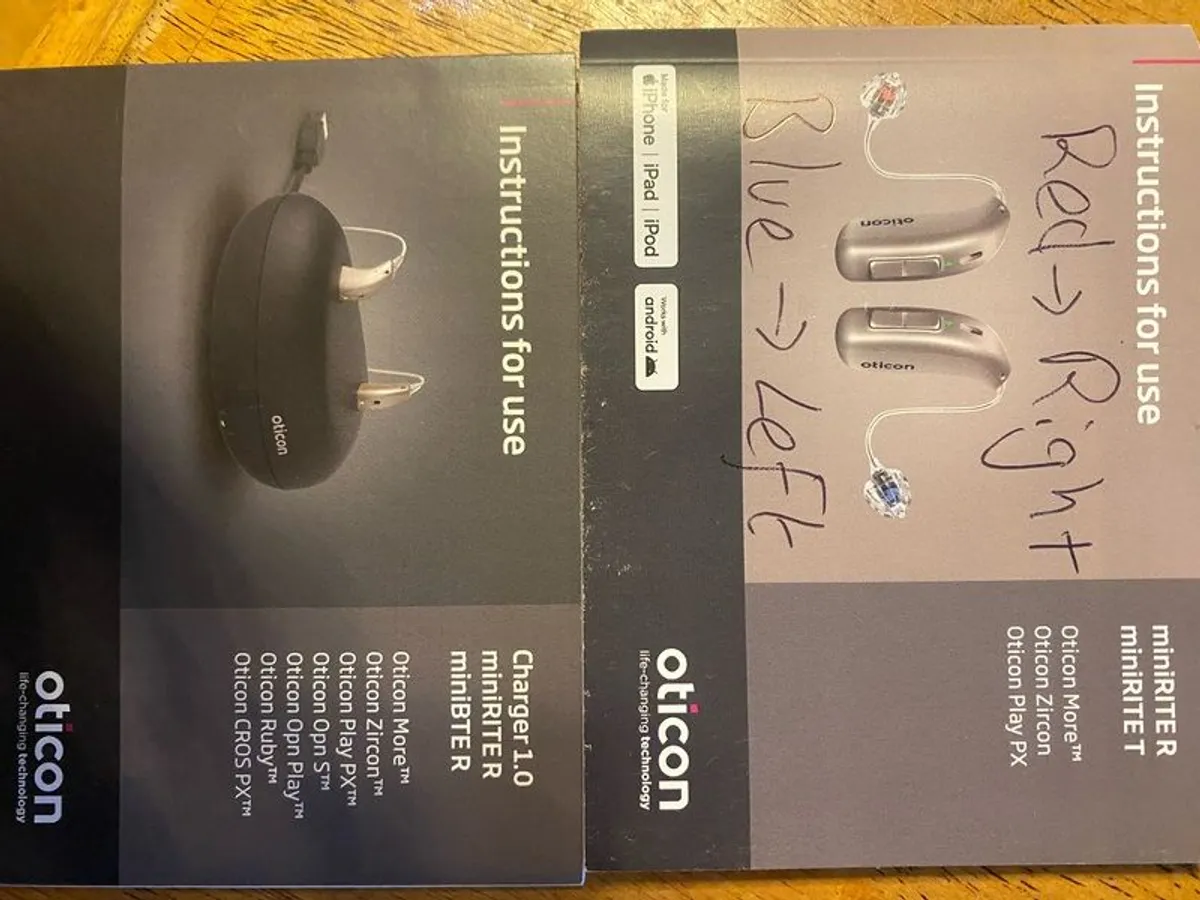 Instructions for use
Red → Right
oticon
oticon
Blue → Left
Made for
iPhone | iPad | iPod
Works with
android
miniRITE R
miniRITE T
Oticon More™
Oticon Zircon
Oticon Play PX
oticon
life-changing technology
Instructions for use
oticon
Charger 1.0
miniRITE R
miniBTE R
Oticon More™
Oticon Zircon™
Oticon Play PX™
Oticon Opn S™
Oticon Opn Play™
Oticon Ruby™
Oticon CROS PX™
oticon
life-changing technology